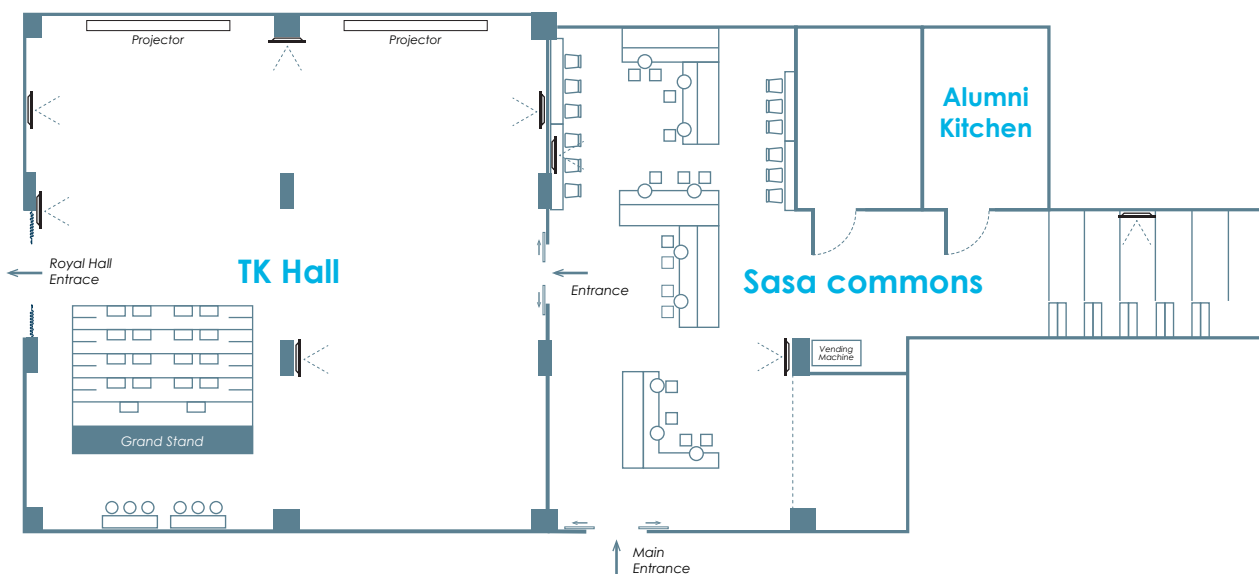 Projector
Projector
Alumni
Kitchen
Royal Hall
Entrace
TK Hall
Entrance
Sasa commons
Vending
Machine
Grand Stand
Main
Entrance